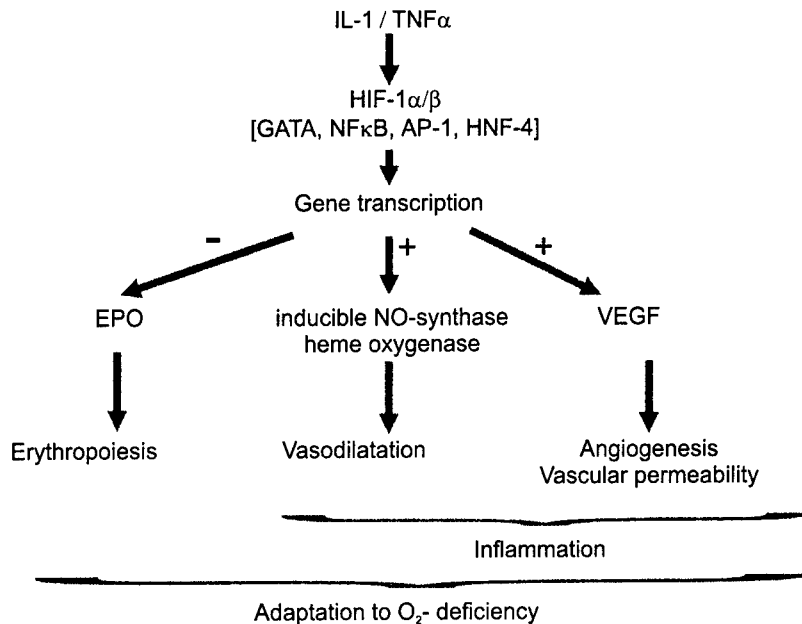 IL-1 / TNFα
HIF-1α/β
[GATA, NFκB, AP-1, HNF-4]
Gene transcription
- + +
EPO
inducible NO-synthase
heme oxygenase
VEGF
Erythropoiesis
Vasodilatation
Angiogenesis
Vascular permeability
Inflammation
Adaptation to O₂- deficiency